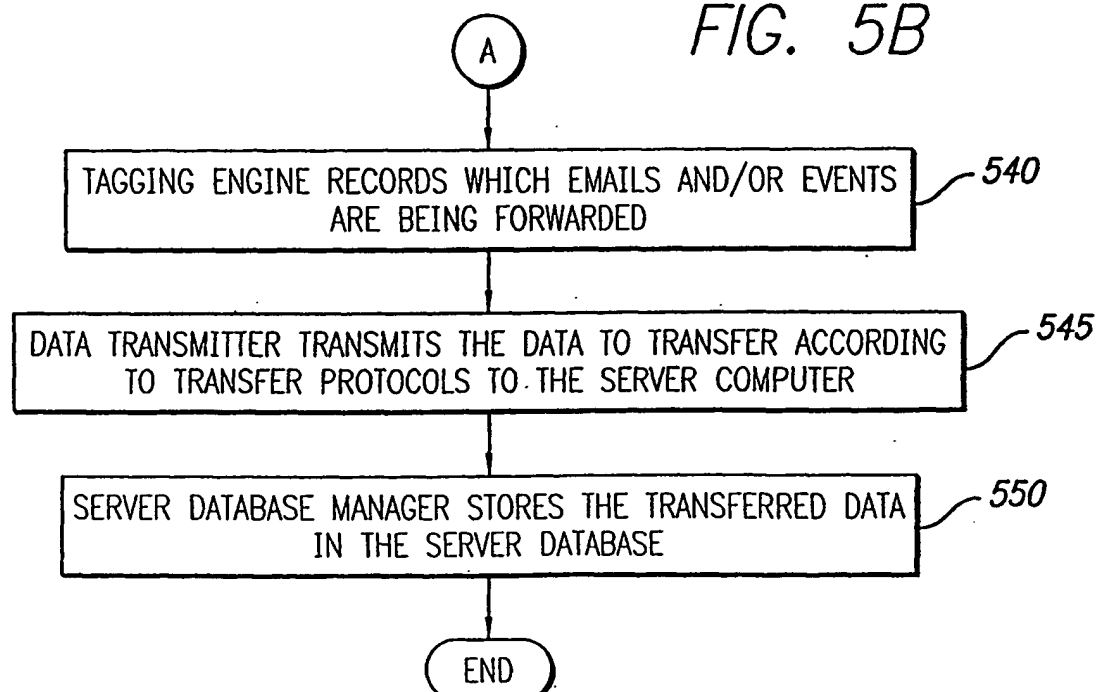 FIG. 5B
A
TAGGING ENGINE RECORDS WHICH EMAILS AND/OR EVENTS
ARE BEING FORWARDED
540
DATA TRANSMITTER TRANSMITS THE DATA TO TRANSFER ACCORDING
TO TRANSFER PROTOCOLS TO THE SERVER COMPUTER
545
SERVER DATABASE MANAGER STORES THE TRANSFERRED DATA
IN THE SERVER DATABASE
550
END